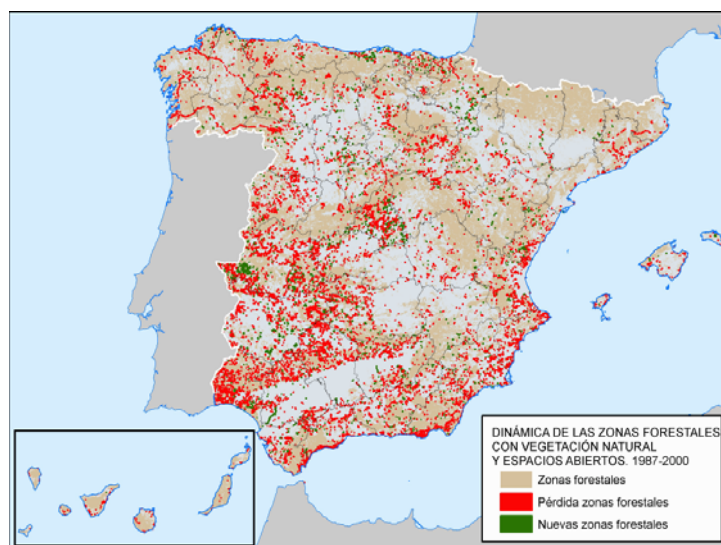 DINÁMICA DE LAS ZONAS FORESTALES
CON VEGETACIÓN NATURAL
Y ESPACIOS ABIERTOS. 1987-2000
Zonas forestales
Pérdida zonas forestales
Nuevas zonas forestales